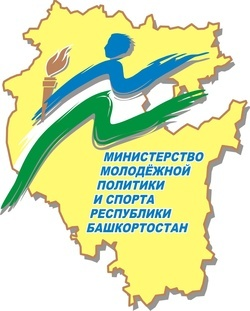 МИНИСТЕРСТВО
МОЛОДЁЖНОЙ
ПОЛИТИКИ
И СПОРТА
РЕСПУБЛИКИ
БАШКОРТОСТАН